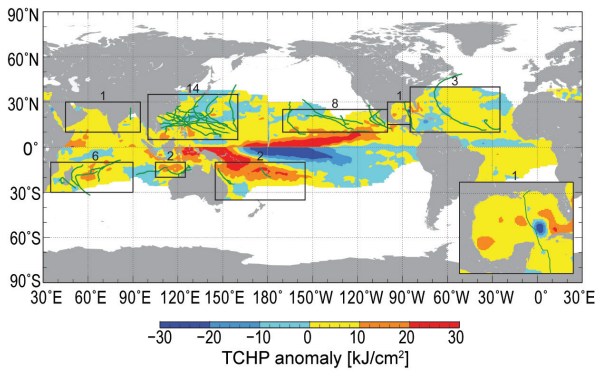 90°N
60°N
30°N
0°
30°S
60°S
90°S
1
14
8
1
3
6
2
2
1
30°E 60°E 90°E 120°E 150°E 180° 150°W 120°W 90°W 60°W 30°W 0° 30°E
−30 −20 −10 0 10 20 30
TCHP anomaly [kJ/cm²]